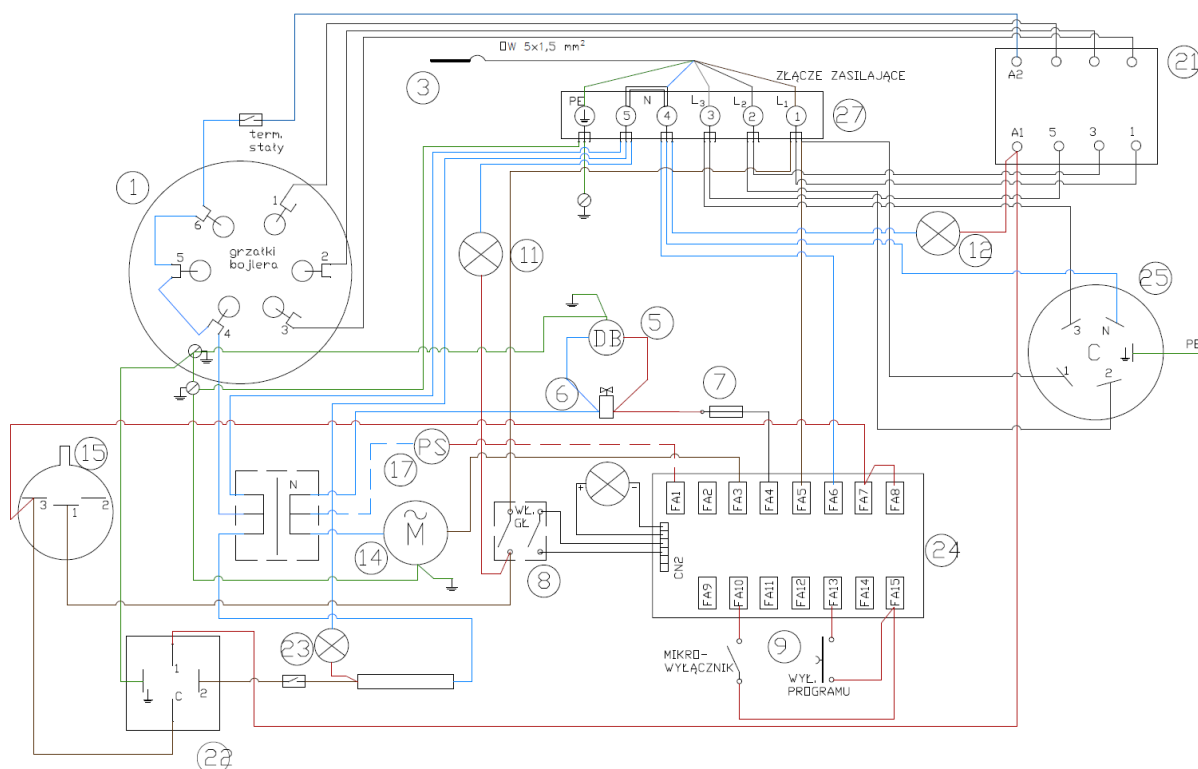 □W 5x1,5 mm²
3
ZŁĄCZE ZASILAJĄCE
PE
N
L3
L2
L1
5
4
3
2
1
27
A2
21
A1
5
3
1
term.
stały
1
6
1
grzałki
bojlera
5
2
4
3
11
12
25
3
N
C
1
2
PE
DB
5
6
7
15
3
1
2
17
PS
N
M
14
WŁ.
GŁ
8
+
-
CN2
FA1
FA2
FA3
FA4
FA5
FA6
FA7
FA8
24
FA9
FA10
FA11
FA12
FA13
FA14
FA15
MIKRO-
WYŁĄCZNIK
9
WYŁ.
PROGRAMU
23
1
C
2
22